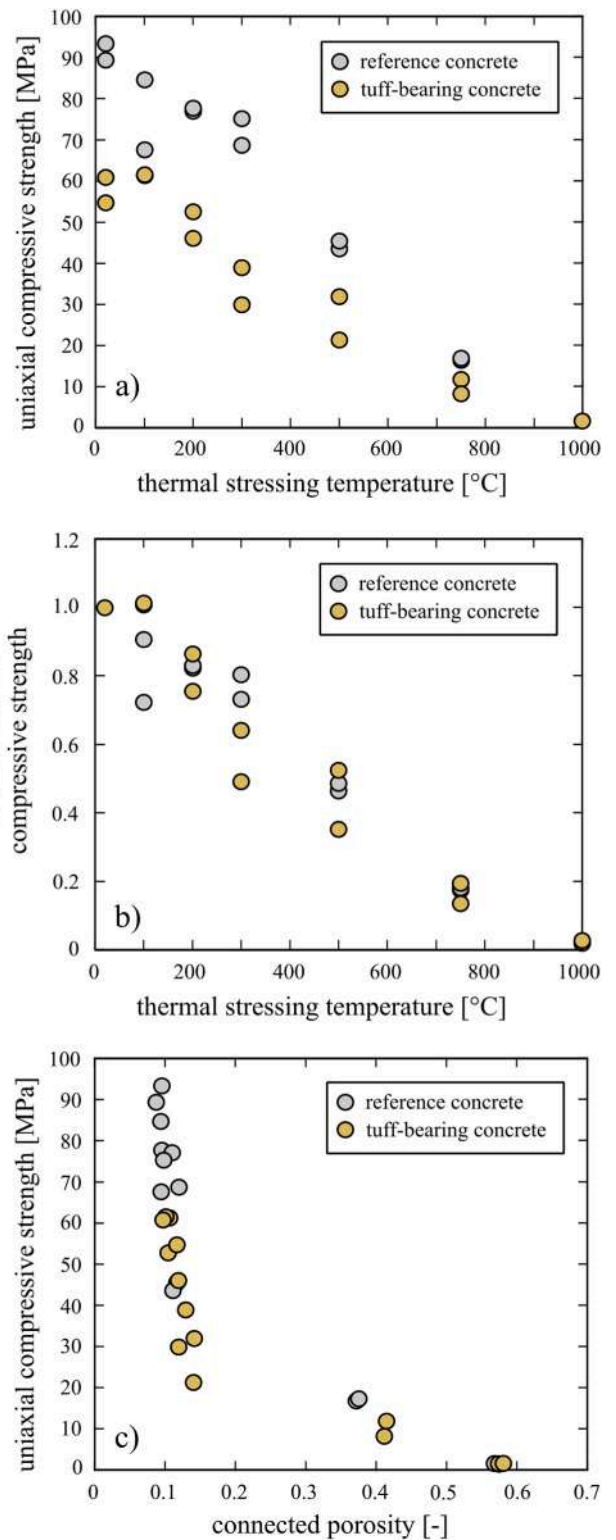 100
90
80
70
60
50
40
30
20
10
0
uniaxial compressive strength [MPa]
reference concrete
tuff-bearing concrete
a)
0 200 400 600 800 1000
thermal stressing temperature [°C]
1.2
1.0
0.8
0.6
0.4
0.2
0
compressive strength
reference concrete
tuff-bearing concrete
b)
0 200 400 600 800 1000
thermal stressing temperature [°C]
100
90
80
70
60
50
40
30
20
10
0
uniaxial compressive strength [MPa]
reference concrete
tuff-bearing concrete
c)
0 0.1 0.2 0.3 0.4 0.5 0.6 0.7
connected porosity [-]